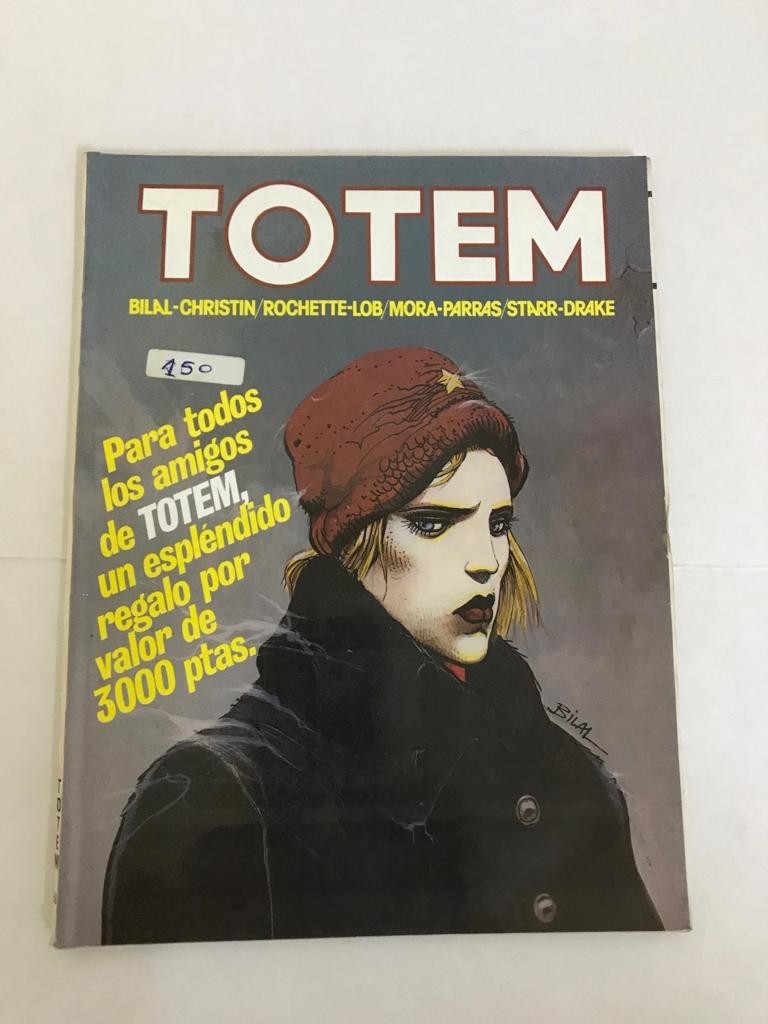 TOTEM
BILAL-CHRISTIN/ROCHETTE-LOB/MORA-PARRAS/STARR-DRAKE
150
Para todos
los amigos
de TOTEM,
un espléndido
regalo por
valor de
3000 ptas.
BILAL
TOTEM